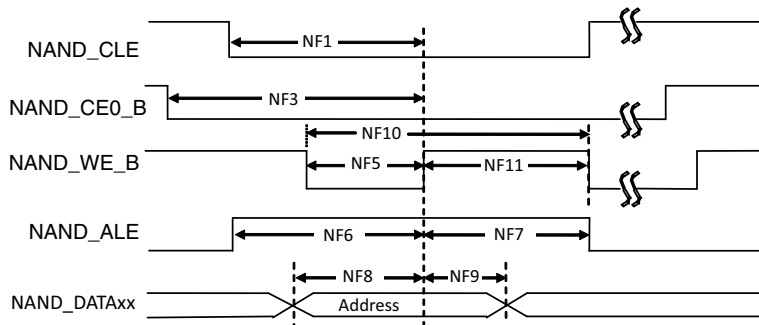 NF1
NAND_CLE
NF3
NAND_CE0_B
NF10
NAND_WE_B
NF5
NF11
NAND_ALE
NF6
NF7
NF8
NF9
NAND_DATAxx
Address